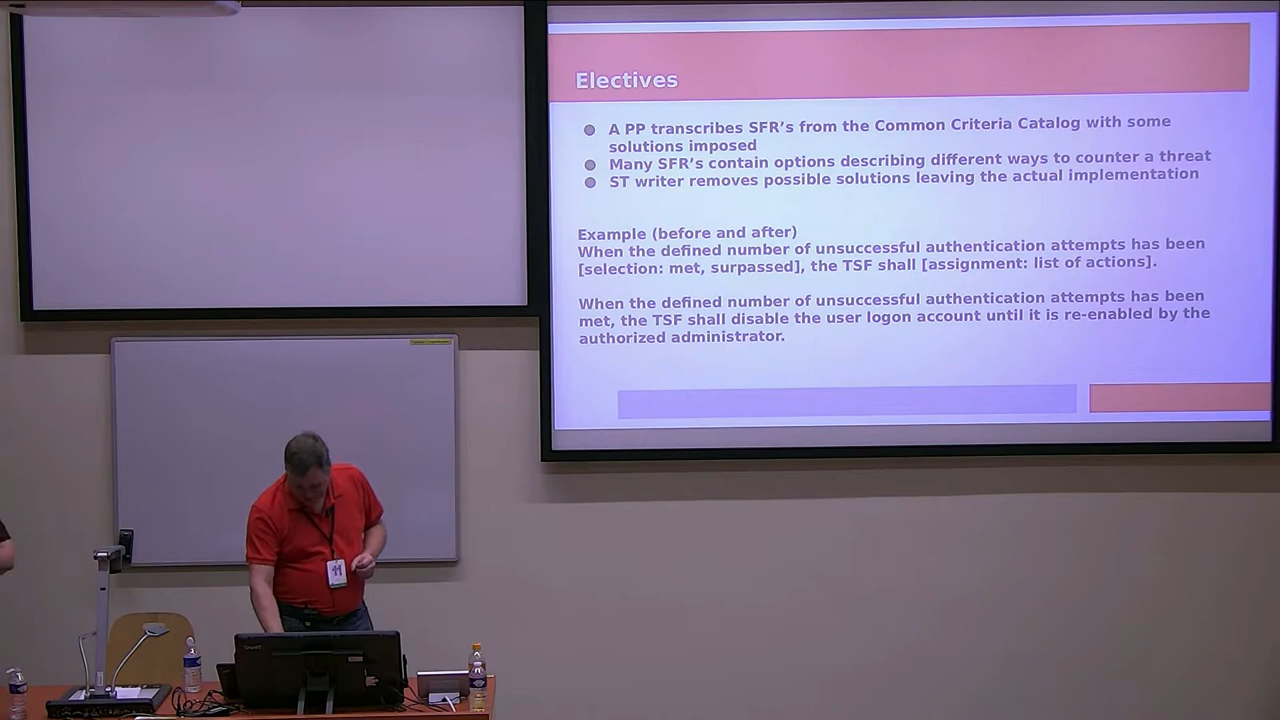 Electives
A PP transcribes SFR's from the Common Criteria Catalog with some
solutions imposed
Many SFR's contain options describing different ways to counter a threat
ST writer removes possible solutions leaving the actual implementation
Example (before and after)
When the defined number of unsuccessful authentication attempts has been
[selection: met, surpassed], the TSF shall [assignment: list of actions].
When the defined number of unsuccessful authentication attempts has been
met, the TSF shall disable the user logon account until it is re-enabled by the
authorized administrator.